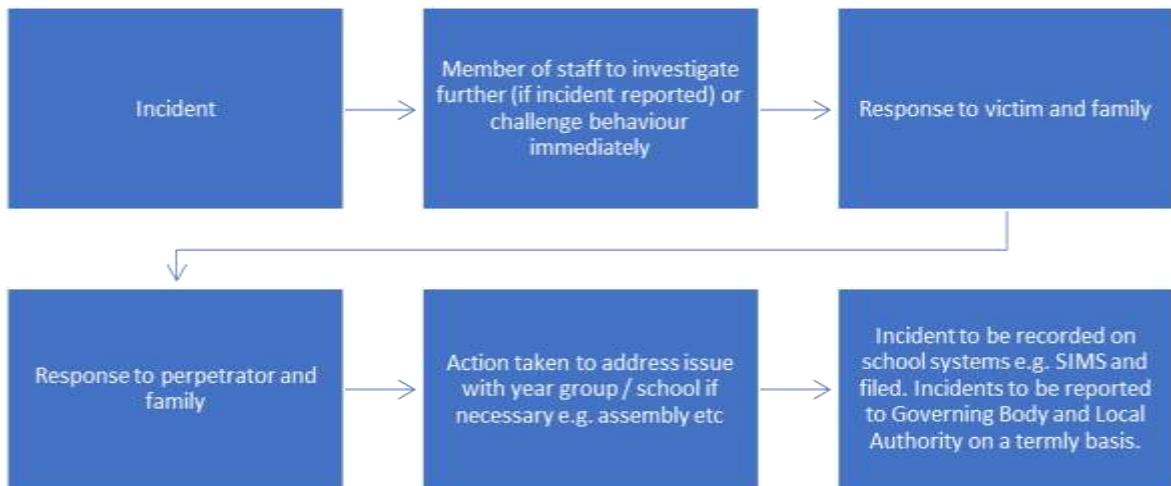 Incident
Member of staff to investigate
further (if incident reported) or
challenge behaviour
immediately
Response to victim and family
Response to perpetrator and
family
Action taken to address issue
with year group / school if
necessary e.g. assembly etc
Incident to be recorded on
school systems e.g. SIMS and
filed. Incidents to be reported
to Governing Body and Local
Authority on a termly basis.